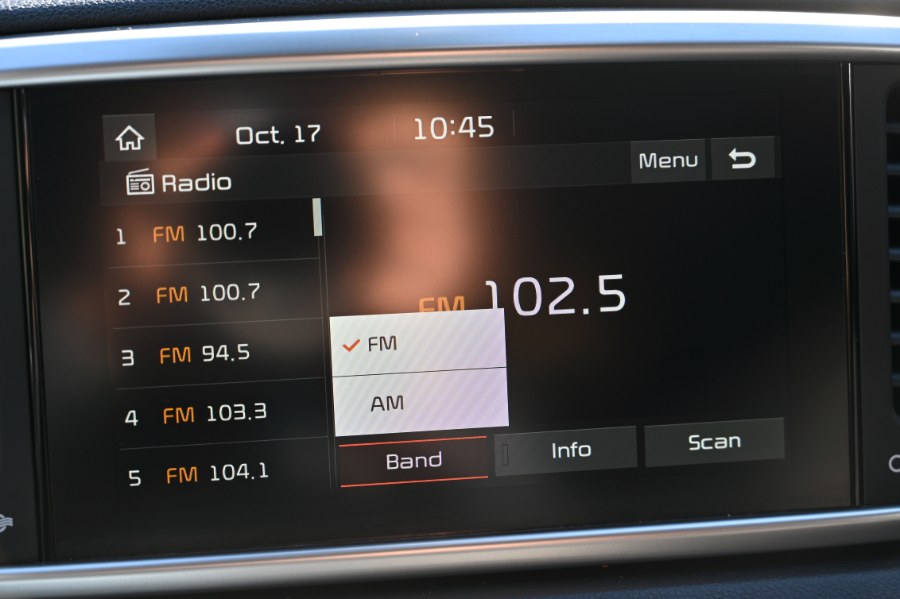 Oct. 17 10:45
Radio Menu
1 FM 100.7
2 FM 100.7
3 FM 94.5
4 FM 103.3
5 FM 104.1
FM 102.5
FM
AM
Band Info Scan